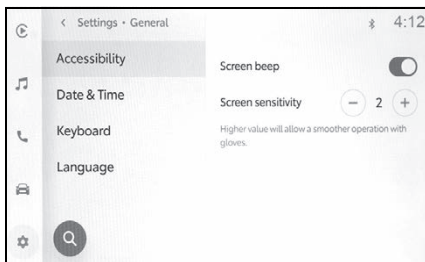 < Settings • General
4:12
Accessibility
Date & Time
Keyboard
Language
Screen beep
Screen sensitivity
− 2 +
Higher value will allow a smoother operation with
gloves.